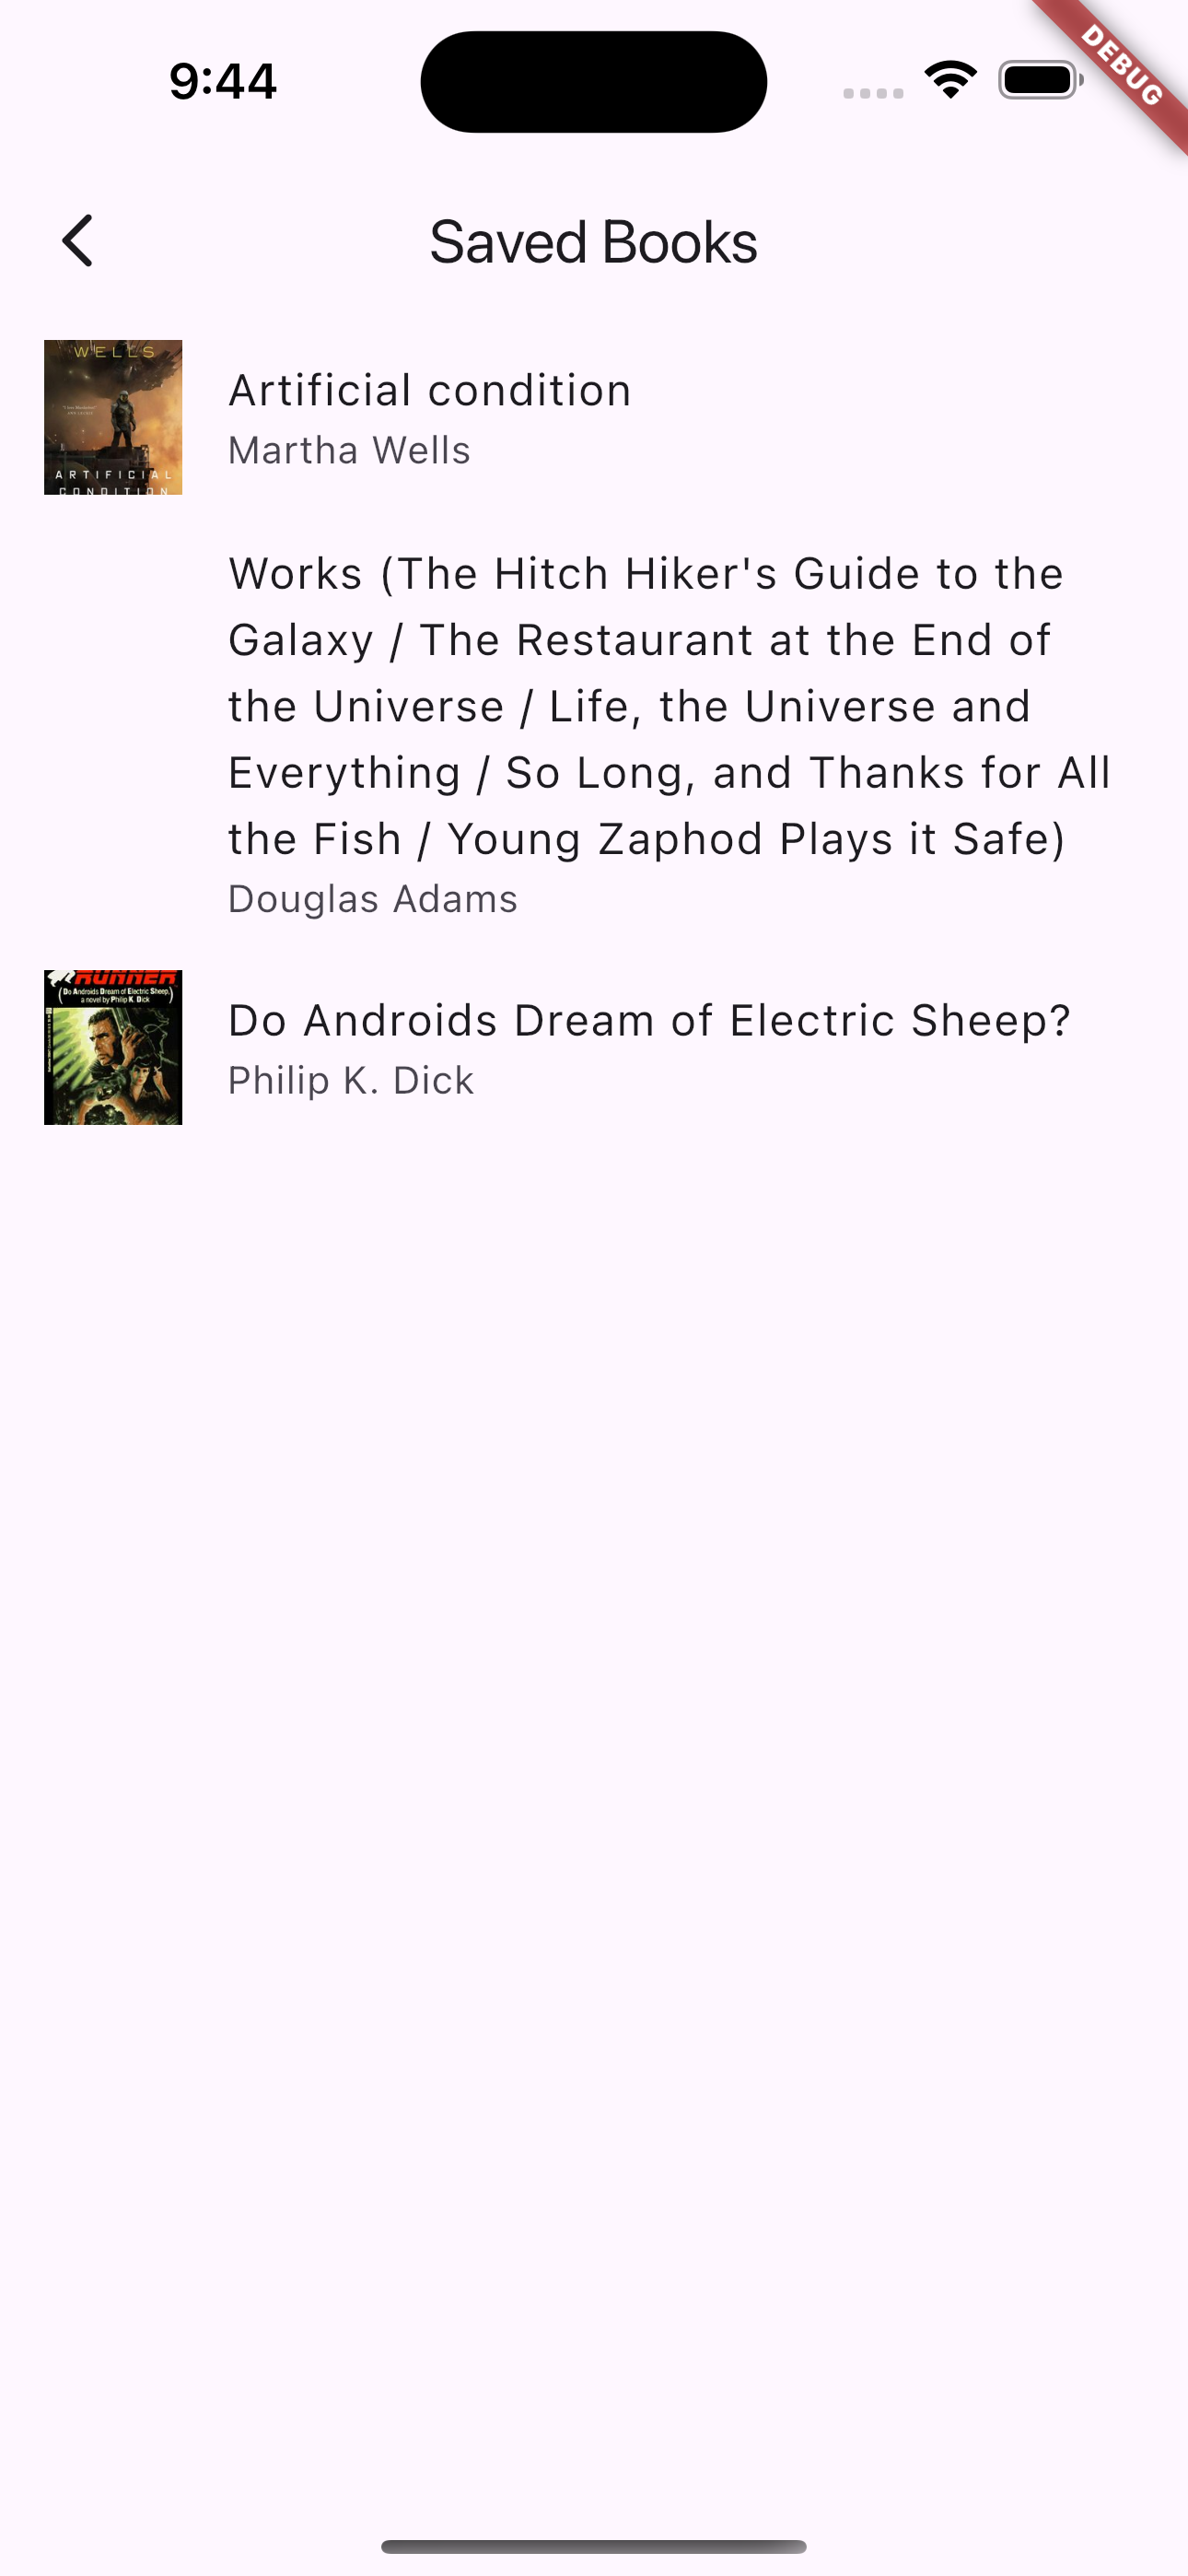 9:44
DEBUG
Saved Books
WELLS
ARTIFICIAL
CONDITION
Artificial condition
Martha Wells
Works (The Hitch Hiker's Guide to the
Galaxy / The Restaurant at the End of
the Universe / Life, the Universe and
Everything / So Long, and Thanks for All
the Fish / Young Zaphod Plays it Safe)
Douglas Adams
RUNNER
(Do Androids Dream of Electric Sheep)
a novel by Philip K. Dick
Do Androids Dream of Electric Sheep?
Philip K. Dick